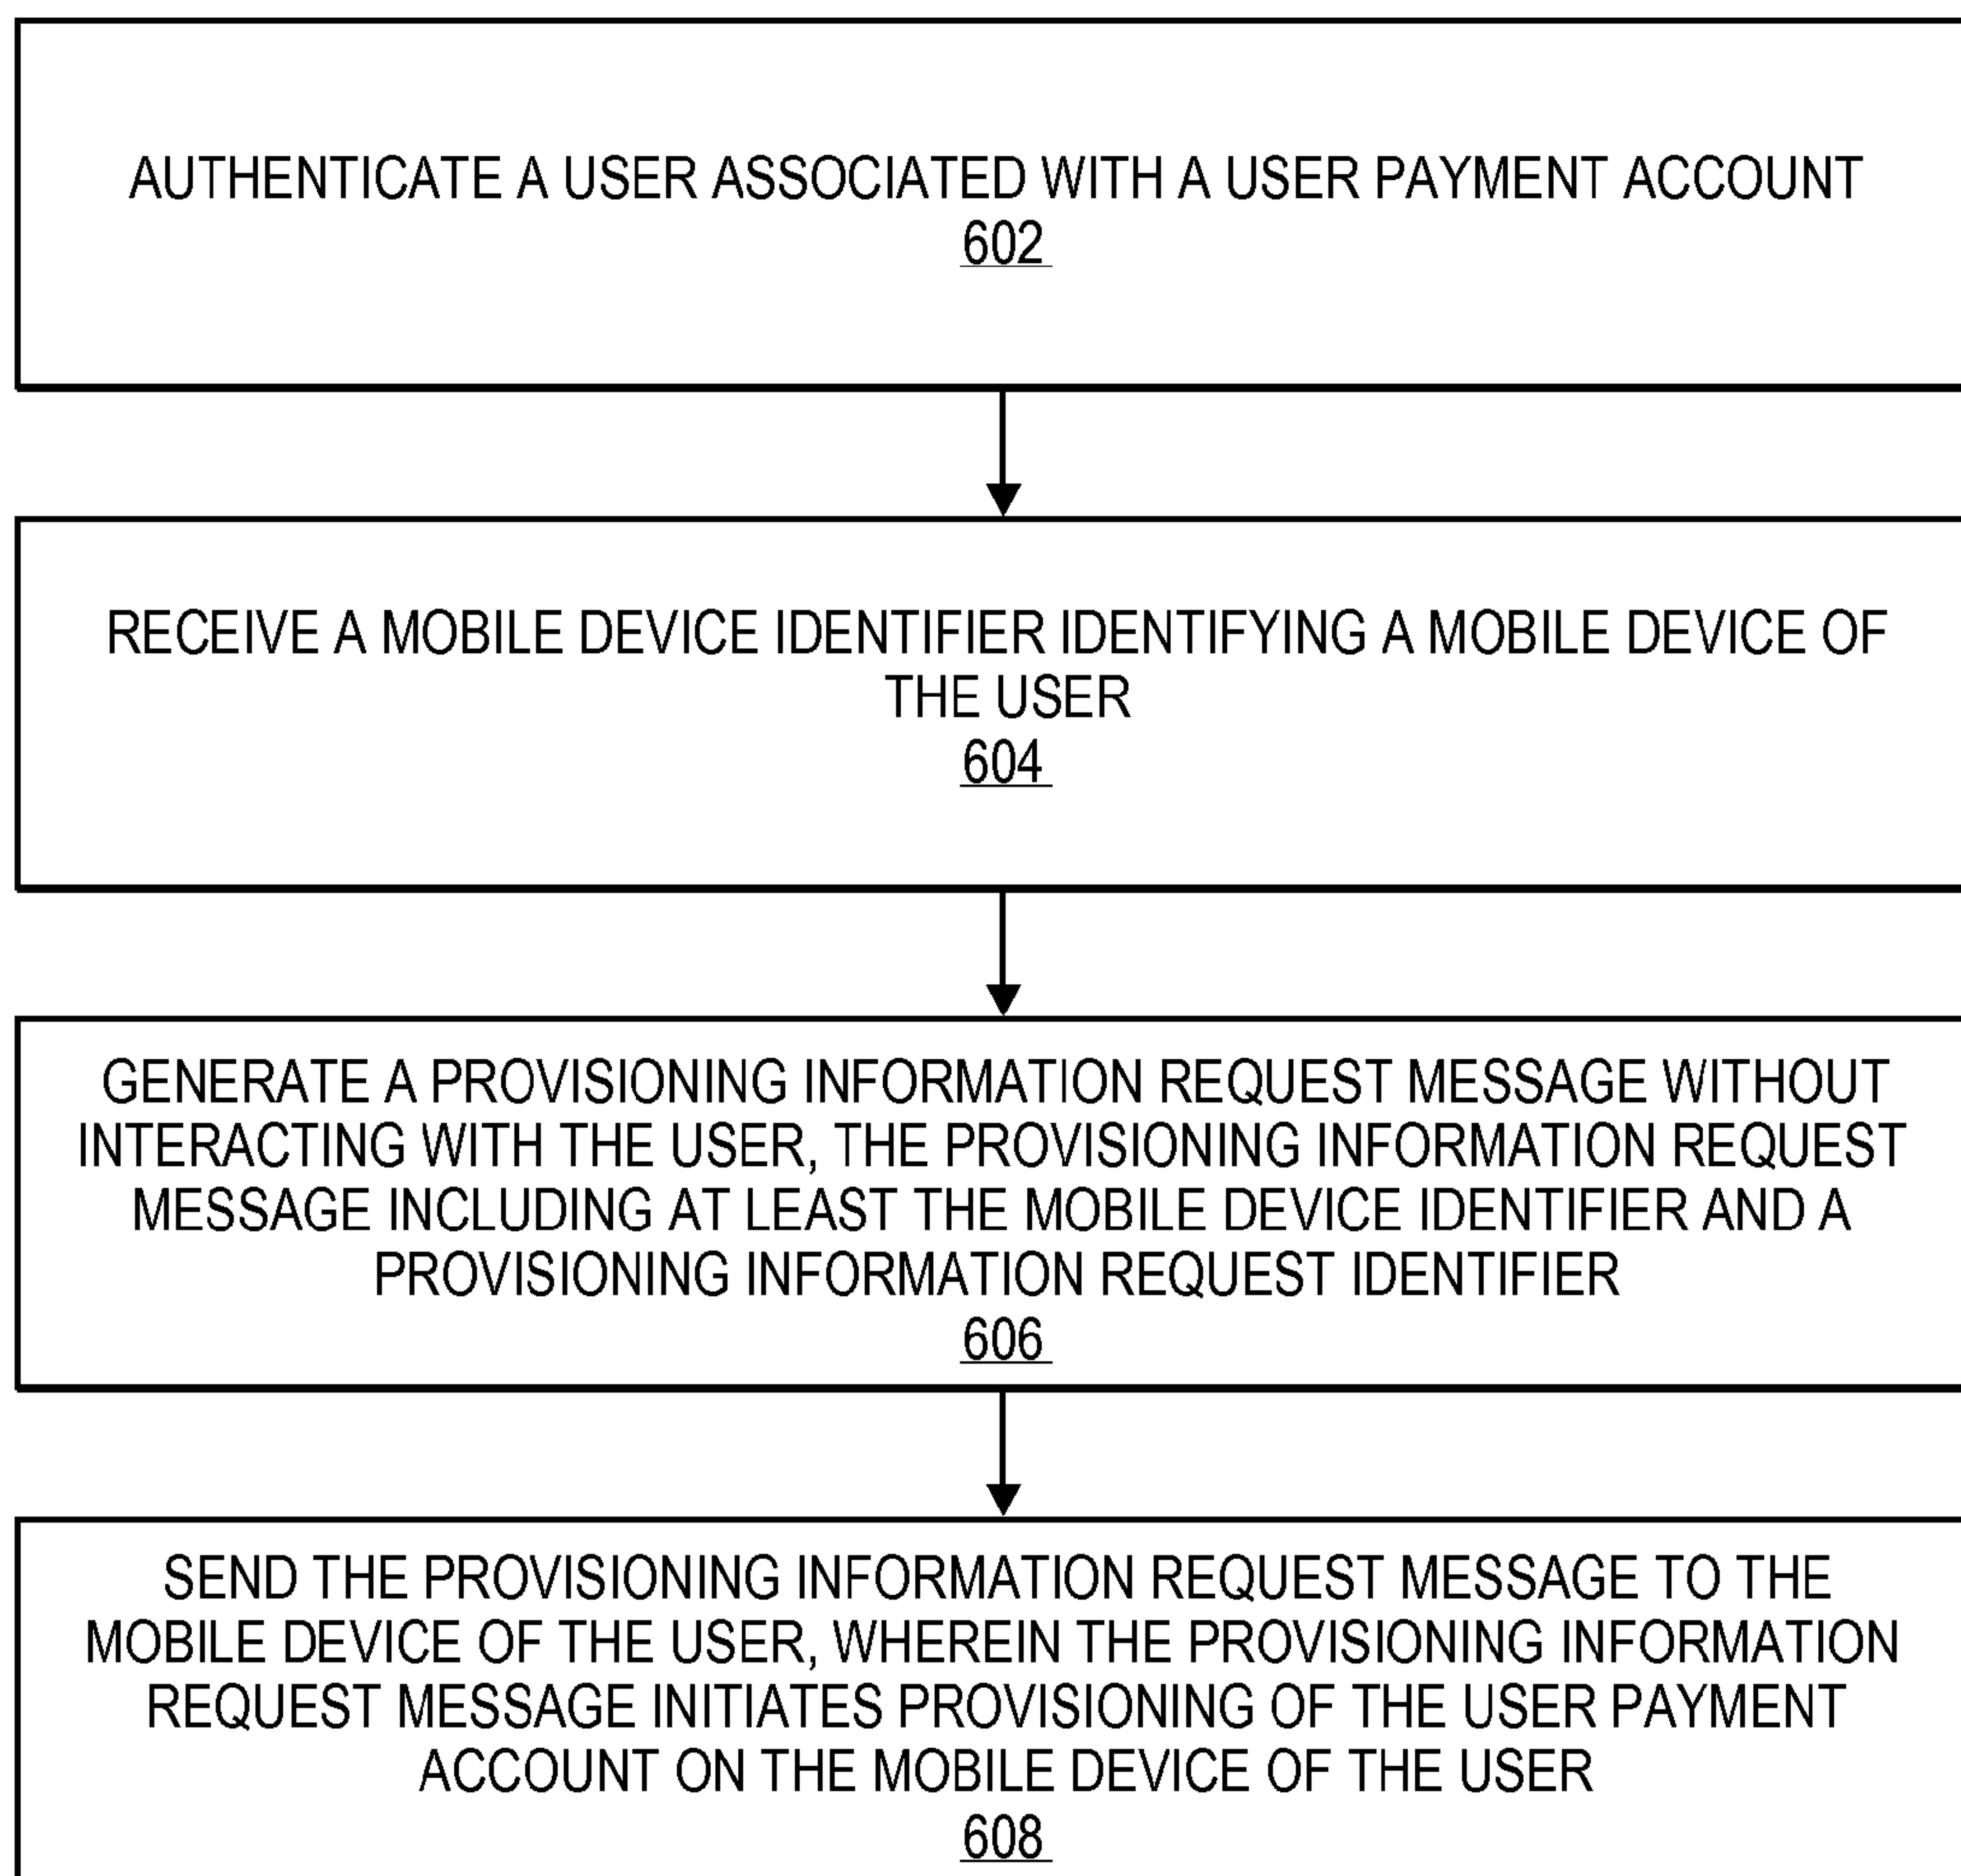 AUTHENTICATE A USER ASSOCIATED WITH A USER PAYMENT ACCOUNT
602
RECEIVE A MOBILE DEVICE IDENTIFIER IDENTIFYING A MOBILE DEVICE OF
THE USER
604
GENERATE A PROVISIONING INFORMATION REQUEST MESSAGE WITHOUT
INTERACTING WITH THE USER, THE PROVISIONING INFORMATION REQUEST
MESSAGE INCLUDING AT LEAST THE MOBILE DEVICE IDENTIFIER AND A
PROVISIONING INFORMATION REQUEST IDENTIFIER
606
SEND THE PROVISIONING INFORMATION REQUEST MESSAGE TO THE
MOBILE DEVICE OF THE USER, WHEREIN THE PROVISIONING INFORMATION
REQUEST MESSAGE INITIATES PROVISIONING OF THE USER PAYMENT
ACCOUNT ON THE MOBILE DEVICE OF THE USER
608